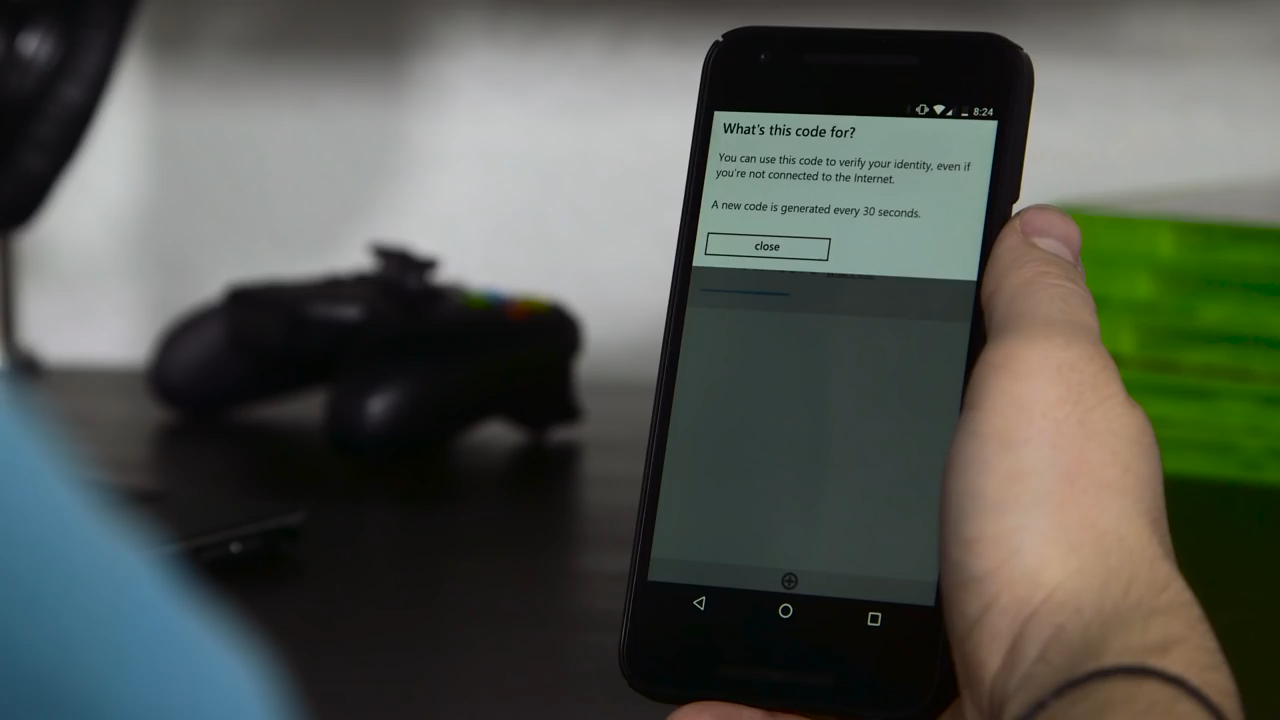 8:24
What's this code for?
You can use this code to verify your identity, even if
you're not connected to the Internet.
A new code is generated every 30 seconds.
close